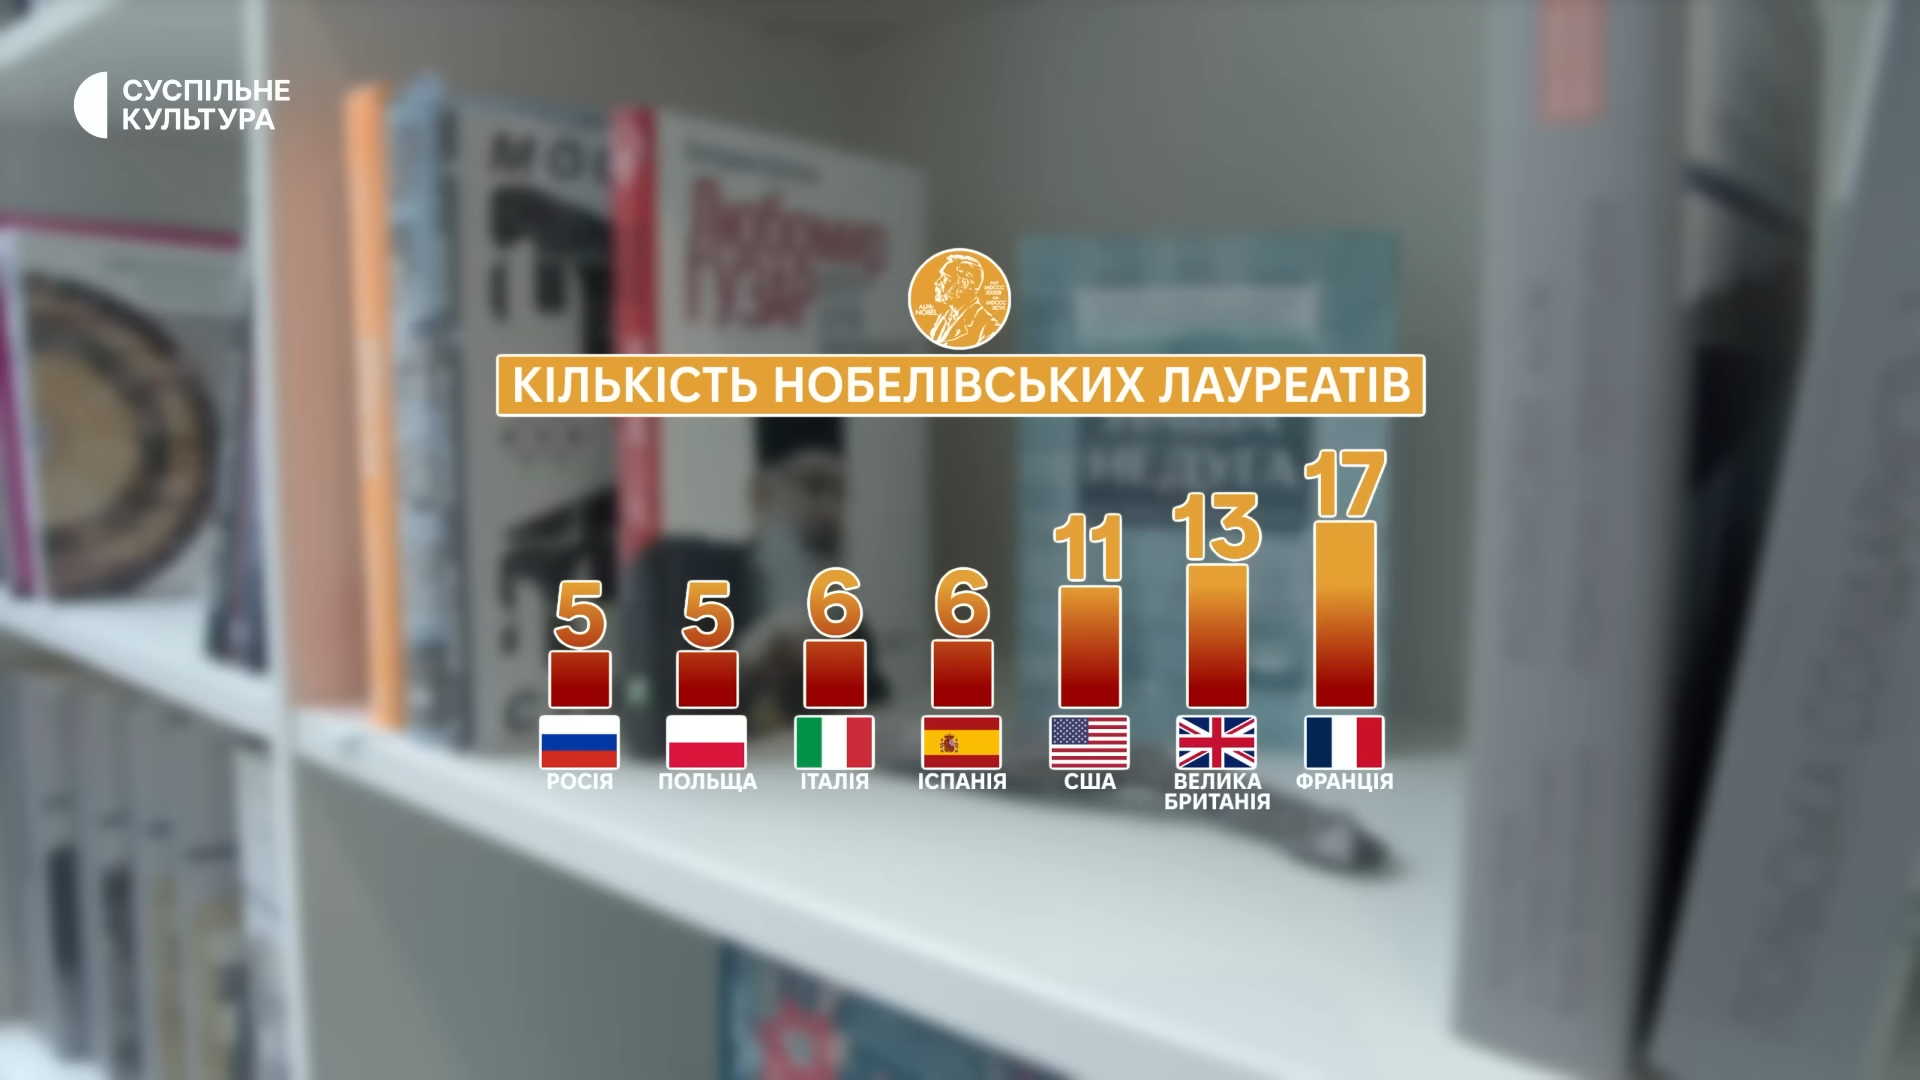 СУСПІЛЬНЕ
КУЛЬТУРА
КІЛЬКІСТЬ НОБЕЛІВСЬКИХ ЛАУРЕАТІВ
НЕДУГА
5
5
6
6
11
13
17
РОСІЯ
ПОЛЬЩА
ІТАЛІЯ
ІСПАНІЯ
США
ВЕЛИКА
БРИТАНІЯ
ФРАНЦІЯ